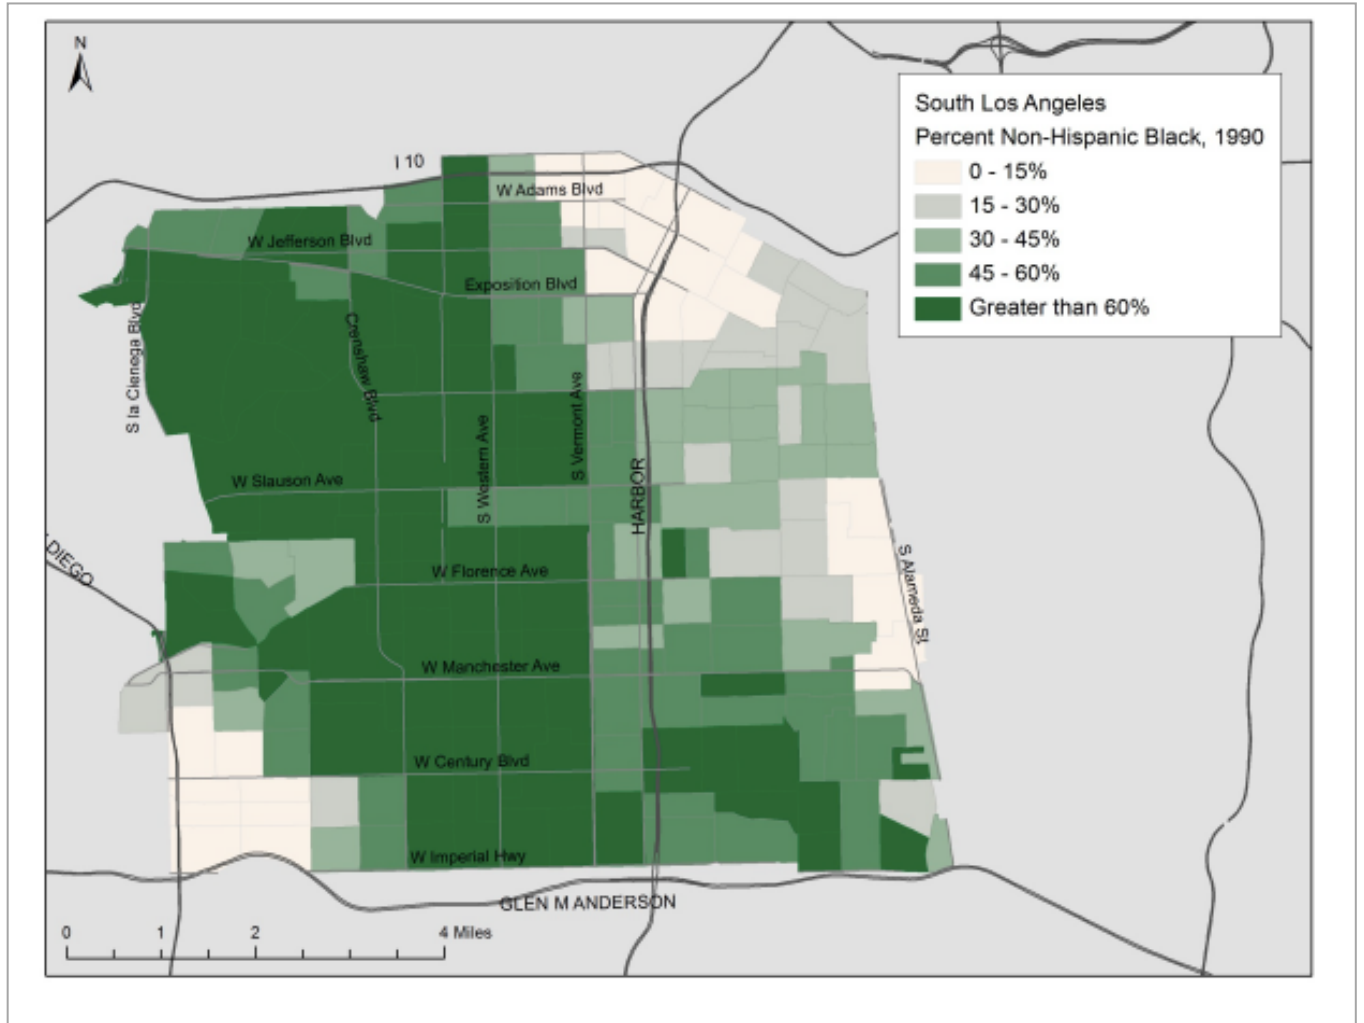 N
South Los Angeles
Percent Non-Hispanic Black, 1990
0 - 15%
15 - 30%
30 - 45%
45 - 60%
Greater than 60%
I 10
W Adams Blvd
W Jefferson Blvd
Exposition Blvd
S la Cienega Blvd
Crenshaw Blvd
S Western Ave
S Vermont Ave
HARBOR
W Slauson Ave
DIEGO
W Florence Ave
S Alameda St
W Manchester Ave
W Century Blvd
W Imperial Hwy
GLEN M ANDERSON
0 1 2 4 Miles